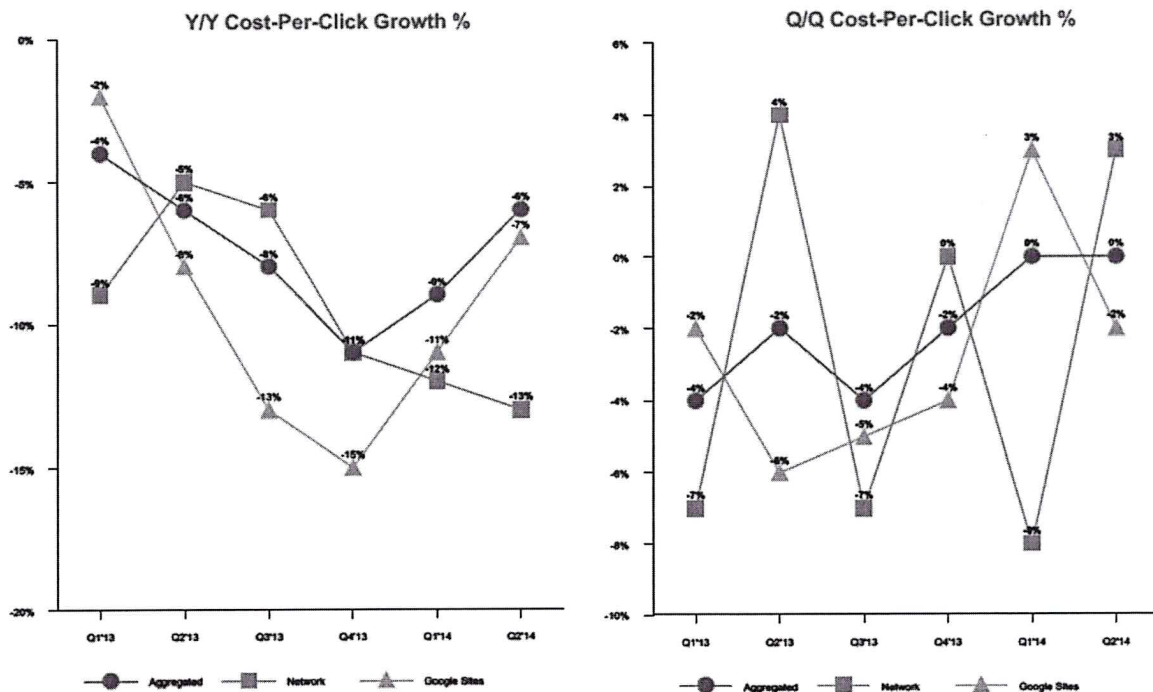 Y/Y Cost-Per-Click Growth %
0%
-5%
-10%
-15%
-20%
-2%
-4%
-9%
-5%
-6%
-8%
-6%
-8%
-13%
-11%
-15%
-9%
-11%
-12%
-6%
-7%
-13%
Q1'13
Q2'13
Q3'13
Q4'13
Q1'14
Q2'14
Aggregated
Network
Google Sites
Q/Q Cost-Per-Click Growth %
6%
4%
2%
0%
-2%
-4%
-6%
-8%
-10%
-2%
-4%
-7%
4%
-2%
-6%
-4%
-5%
-7%
0%
-2%
-4%
3%
0%
-8%
3%
0%
-2%
Q1'13
Q2'13
Q3'13
Q4'13
Q1'14
Q2'14
Aggregated
Network
Google Sites